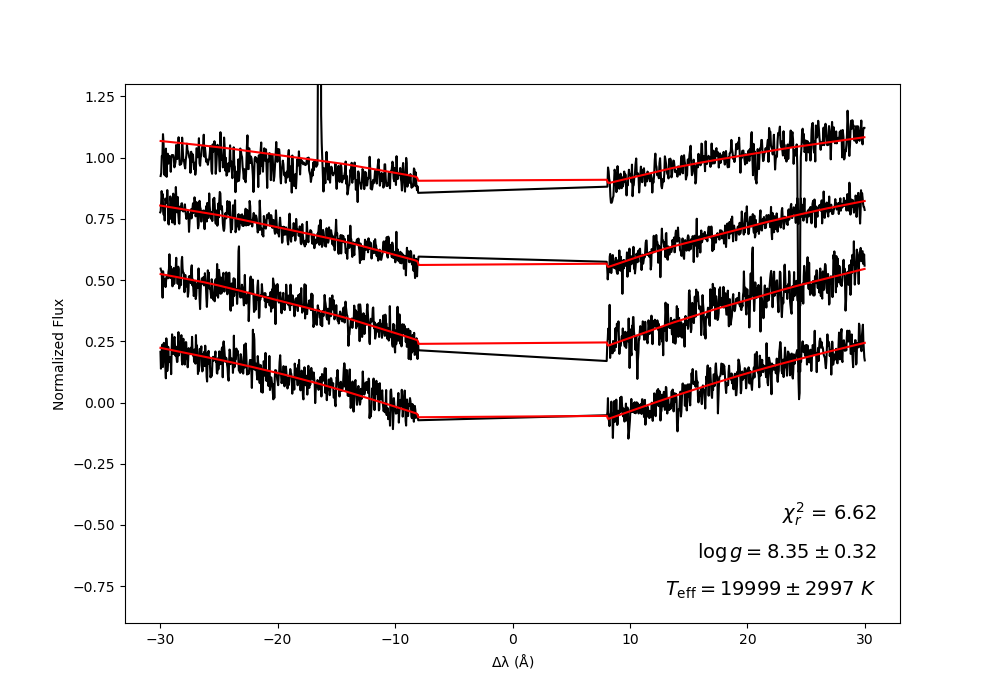 1.25
1.00
0.75
0.50
0.25
0.00
−0.25
−0.50
−0.75
Normalized Flux
χ²ᵣ = 6.62
log g = 8.35 ± 0.32
T_eff = 19999 ± 2997 K
−30 −20 −10 0 10 20 30
Δλ (Å)